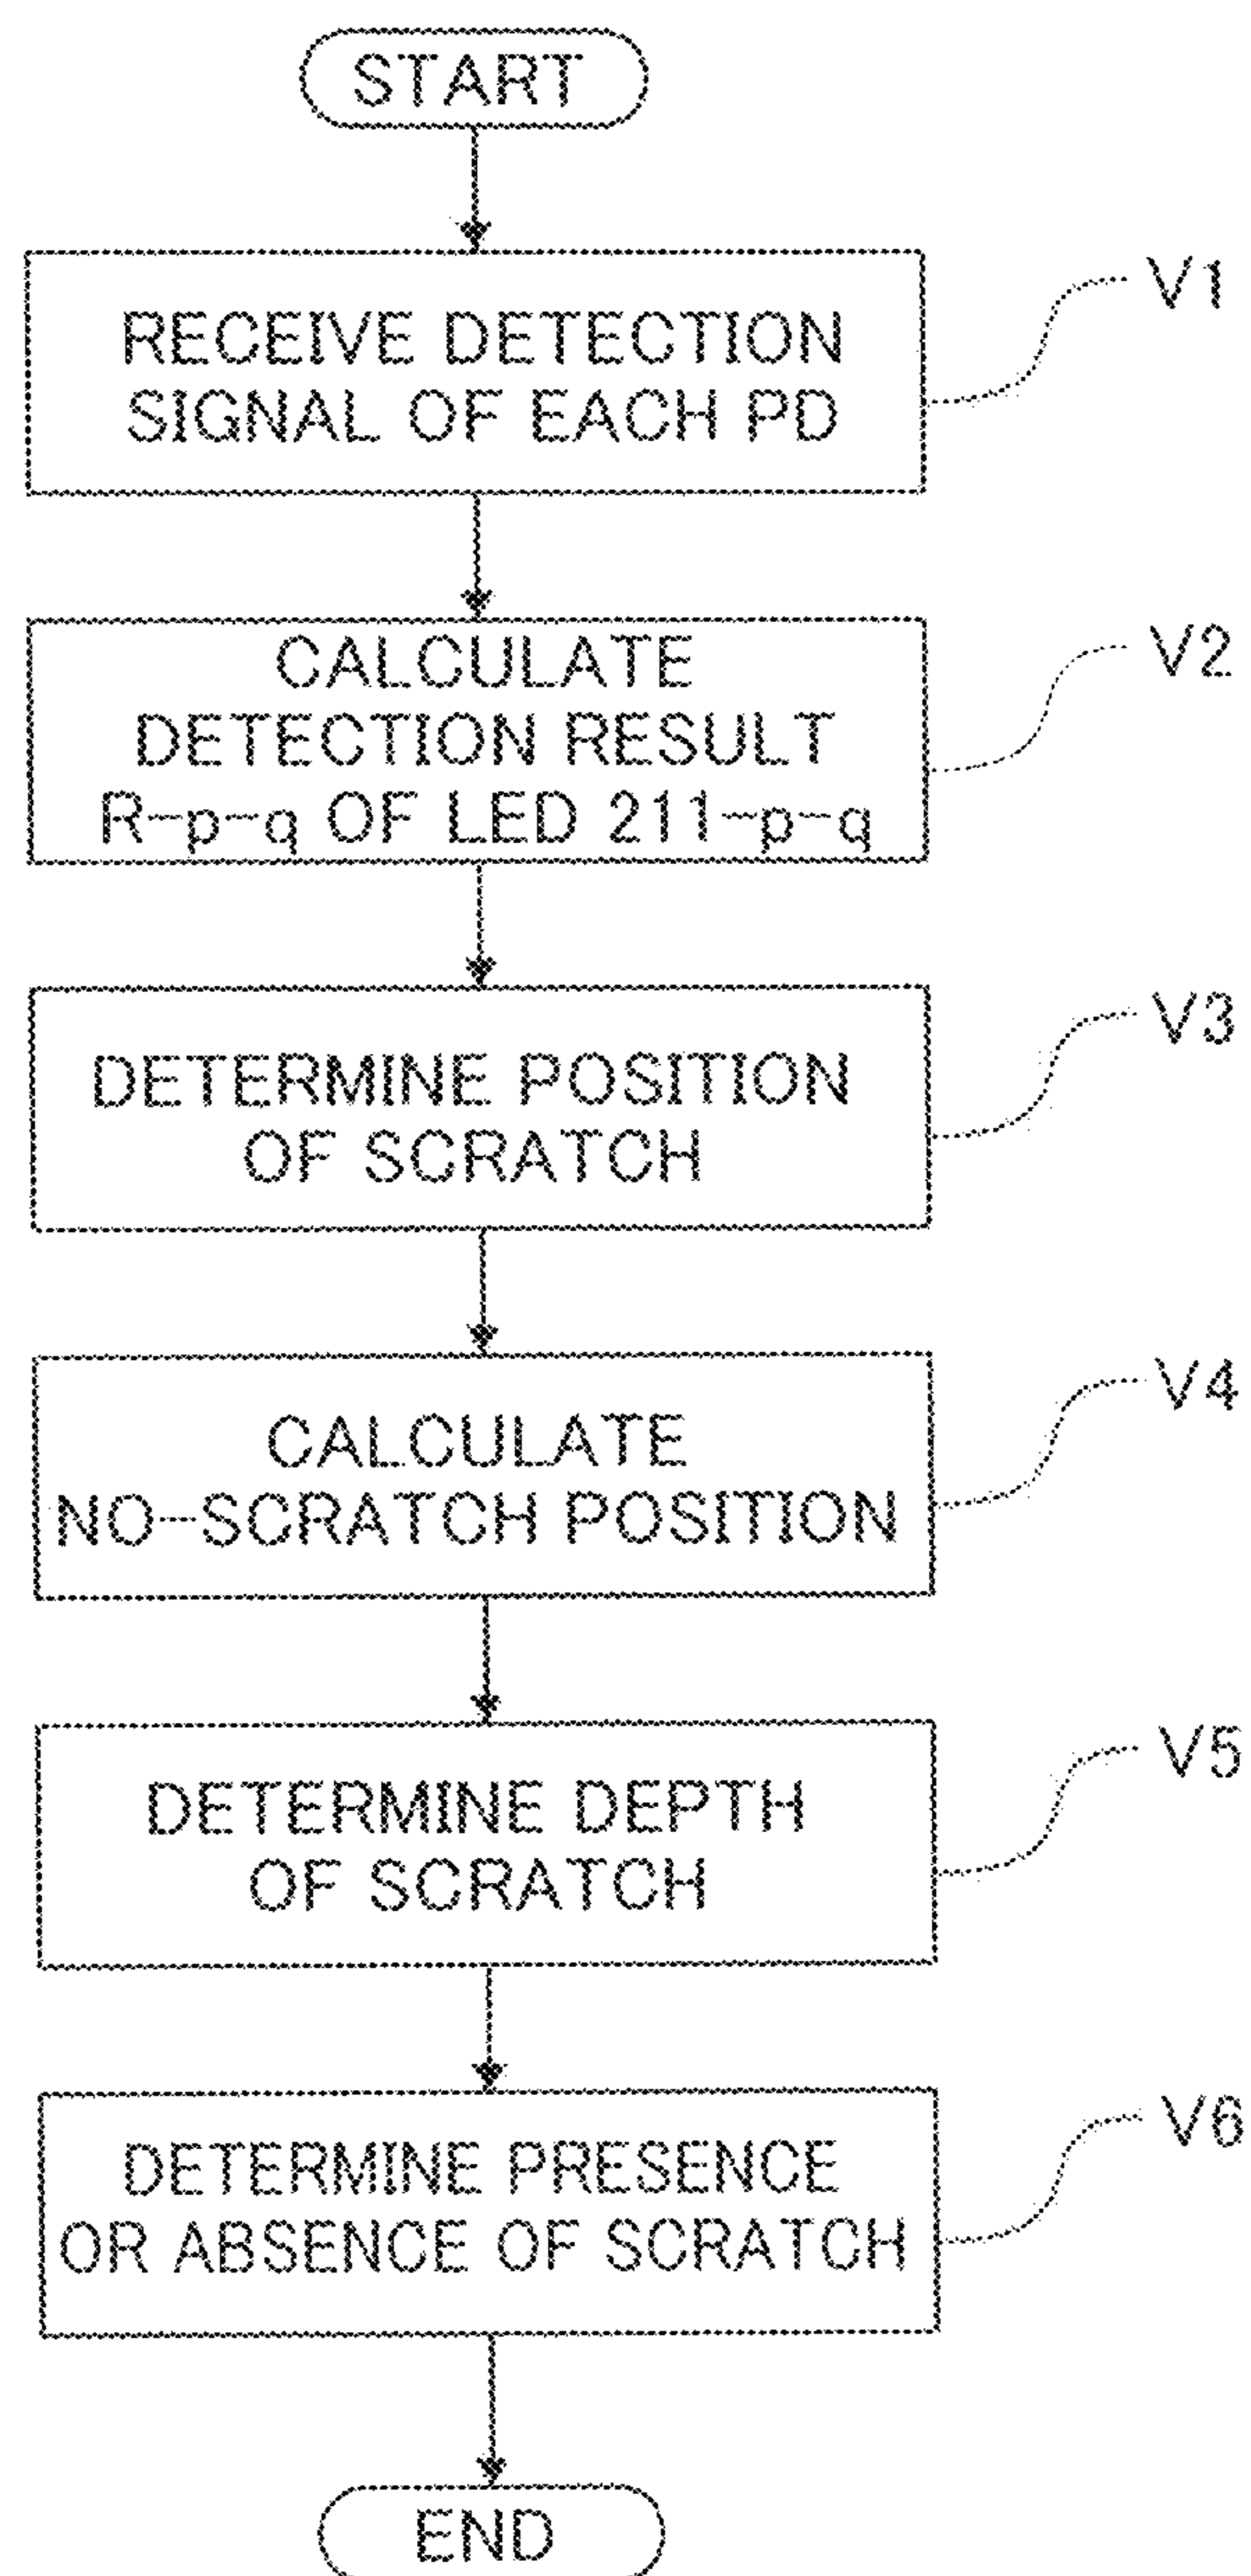 START
RECEIVE DETECTION
SIGNAL OF EACH PD
V1
CALCULATE
DETECTION RESULT
R-p-q OF LED 211-p-q
V2
DETERMINE POSITION
OF SCRATCH
V3
CALCULATE
NO-SCRATCH POSITION
V4
DETERMINE DEPTH
OF SCRATCH
V5
DETERMINE PRESENCE
OR ABSENCE OF SCRATCH
V6
END